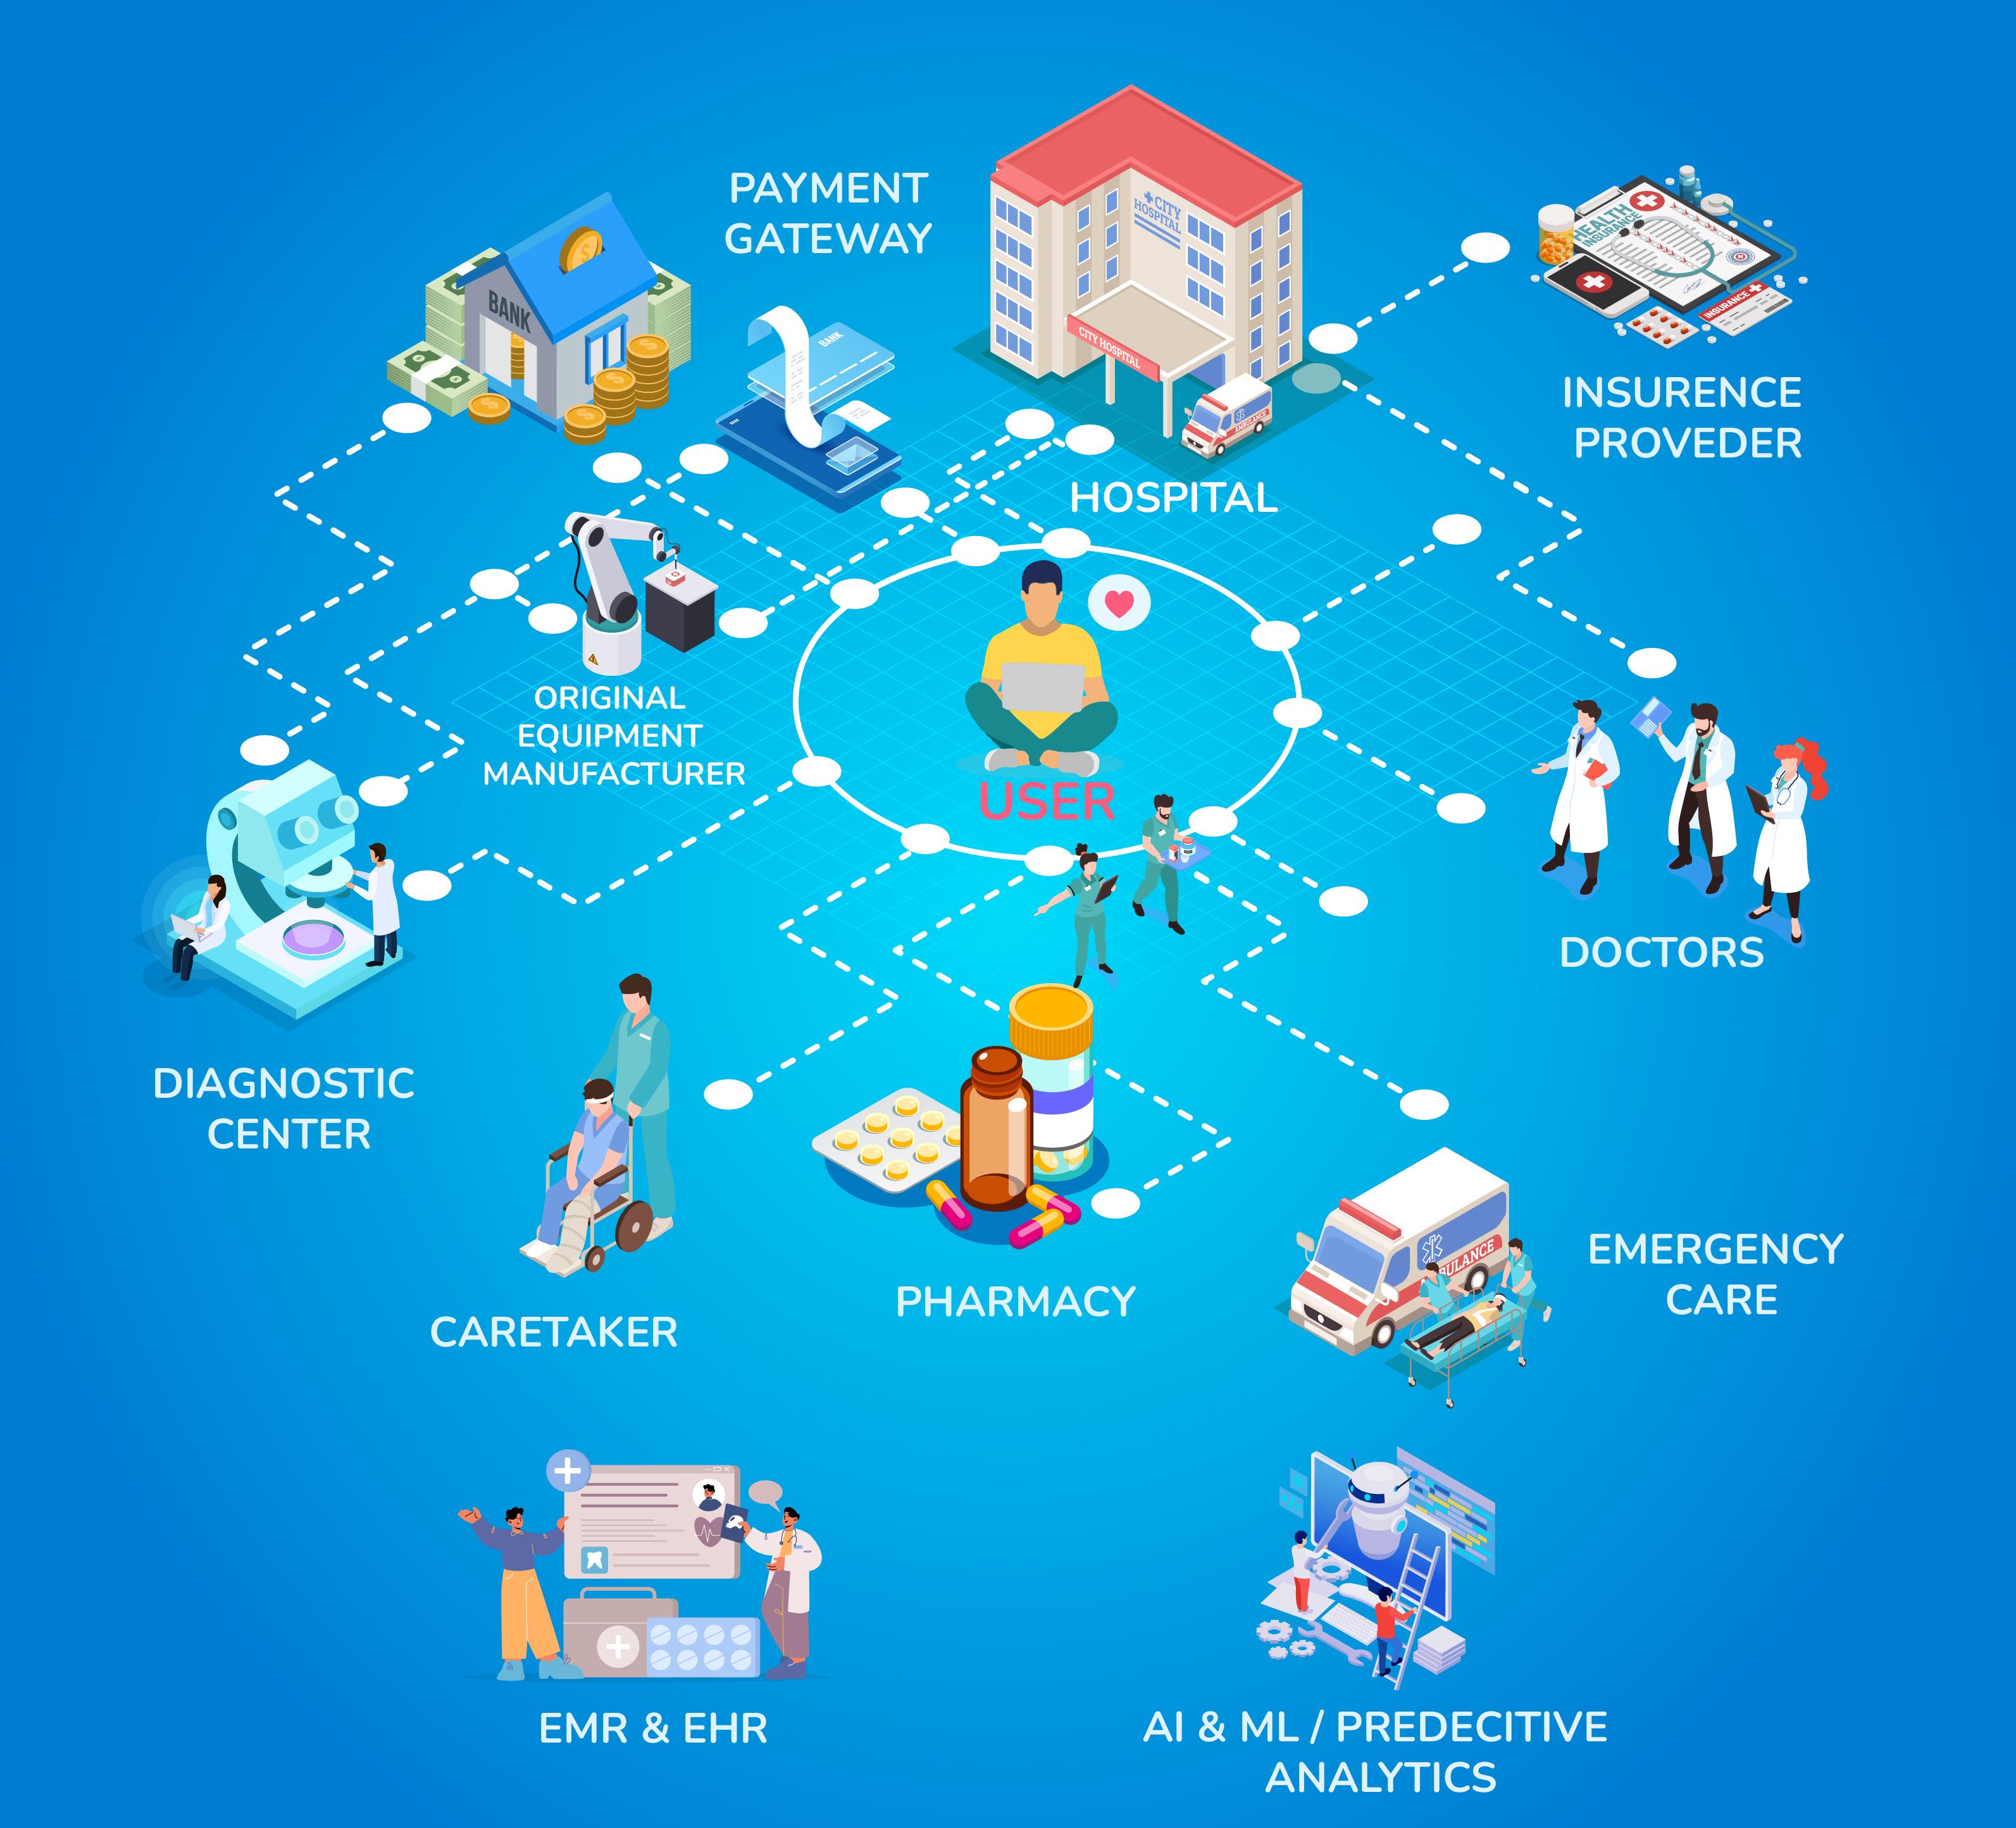 PAYMENT
GATEWAY
CITY
HOSPITAL
BANK
BANK
CITY HOSPITAL
AMBULANCE
HEALTH
INSURANCE
INSURANCE
INSURENCE
PROVEDER
HOSPITAL
ORIGINAL
EQUIPMENT
MANUFACTURER
USER
DOCTORS
DIAGNOSTIC
CENTER
CARETAKER
PHARMACY
BULANCE
EMERGENCY
CARE
EMR & EHR
AI & ML / PREDECITIVE
ANALYTICS